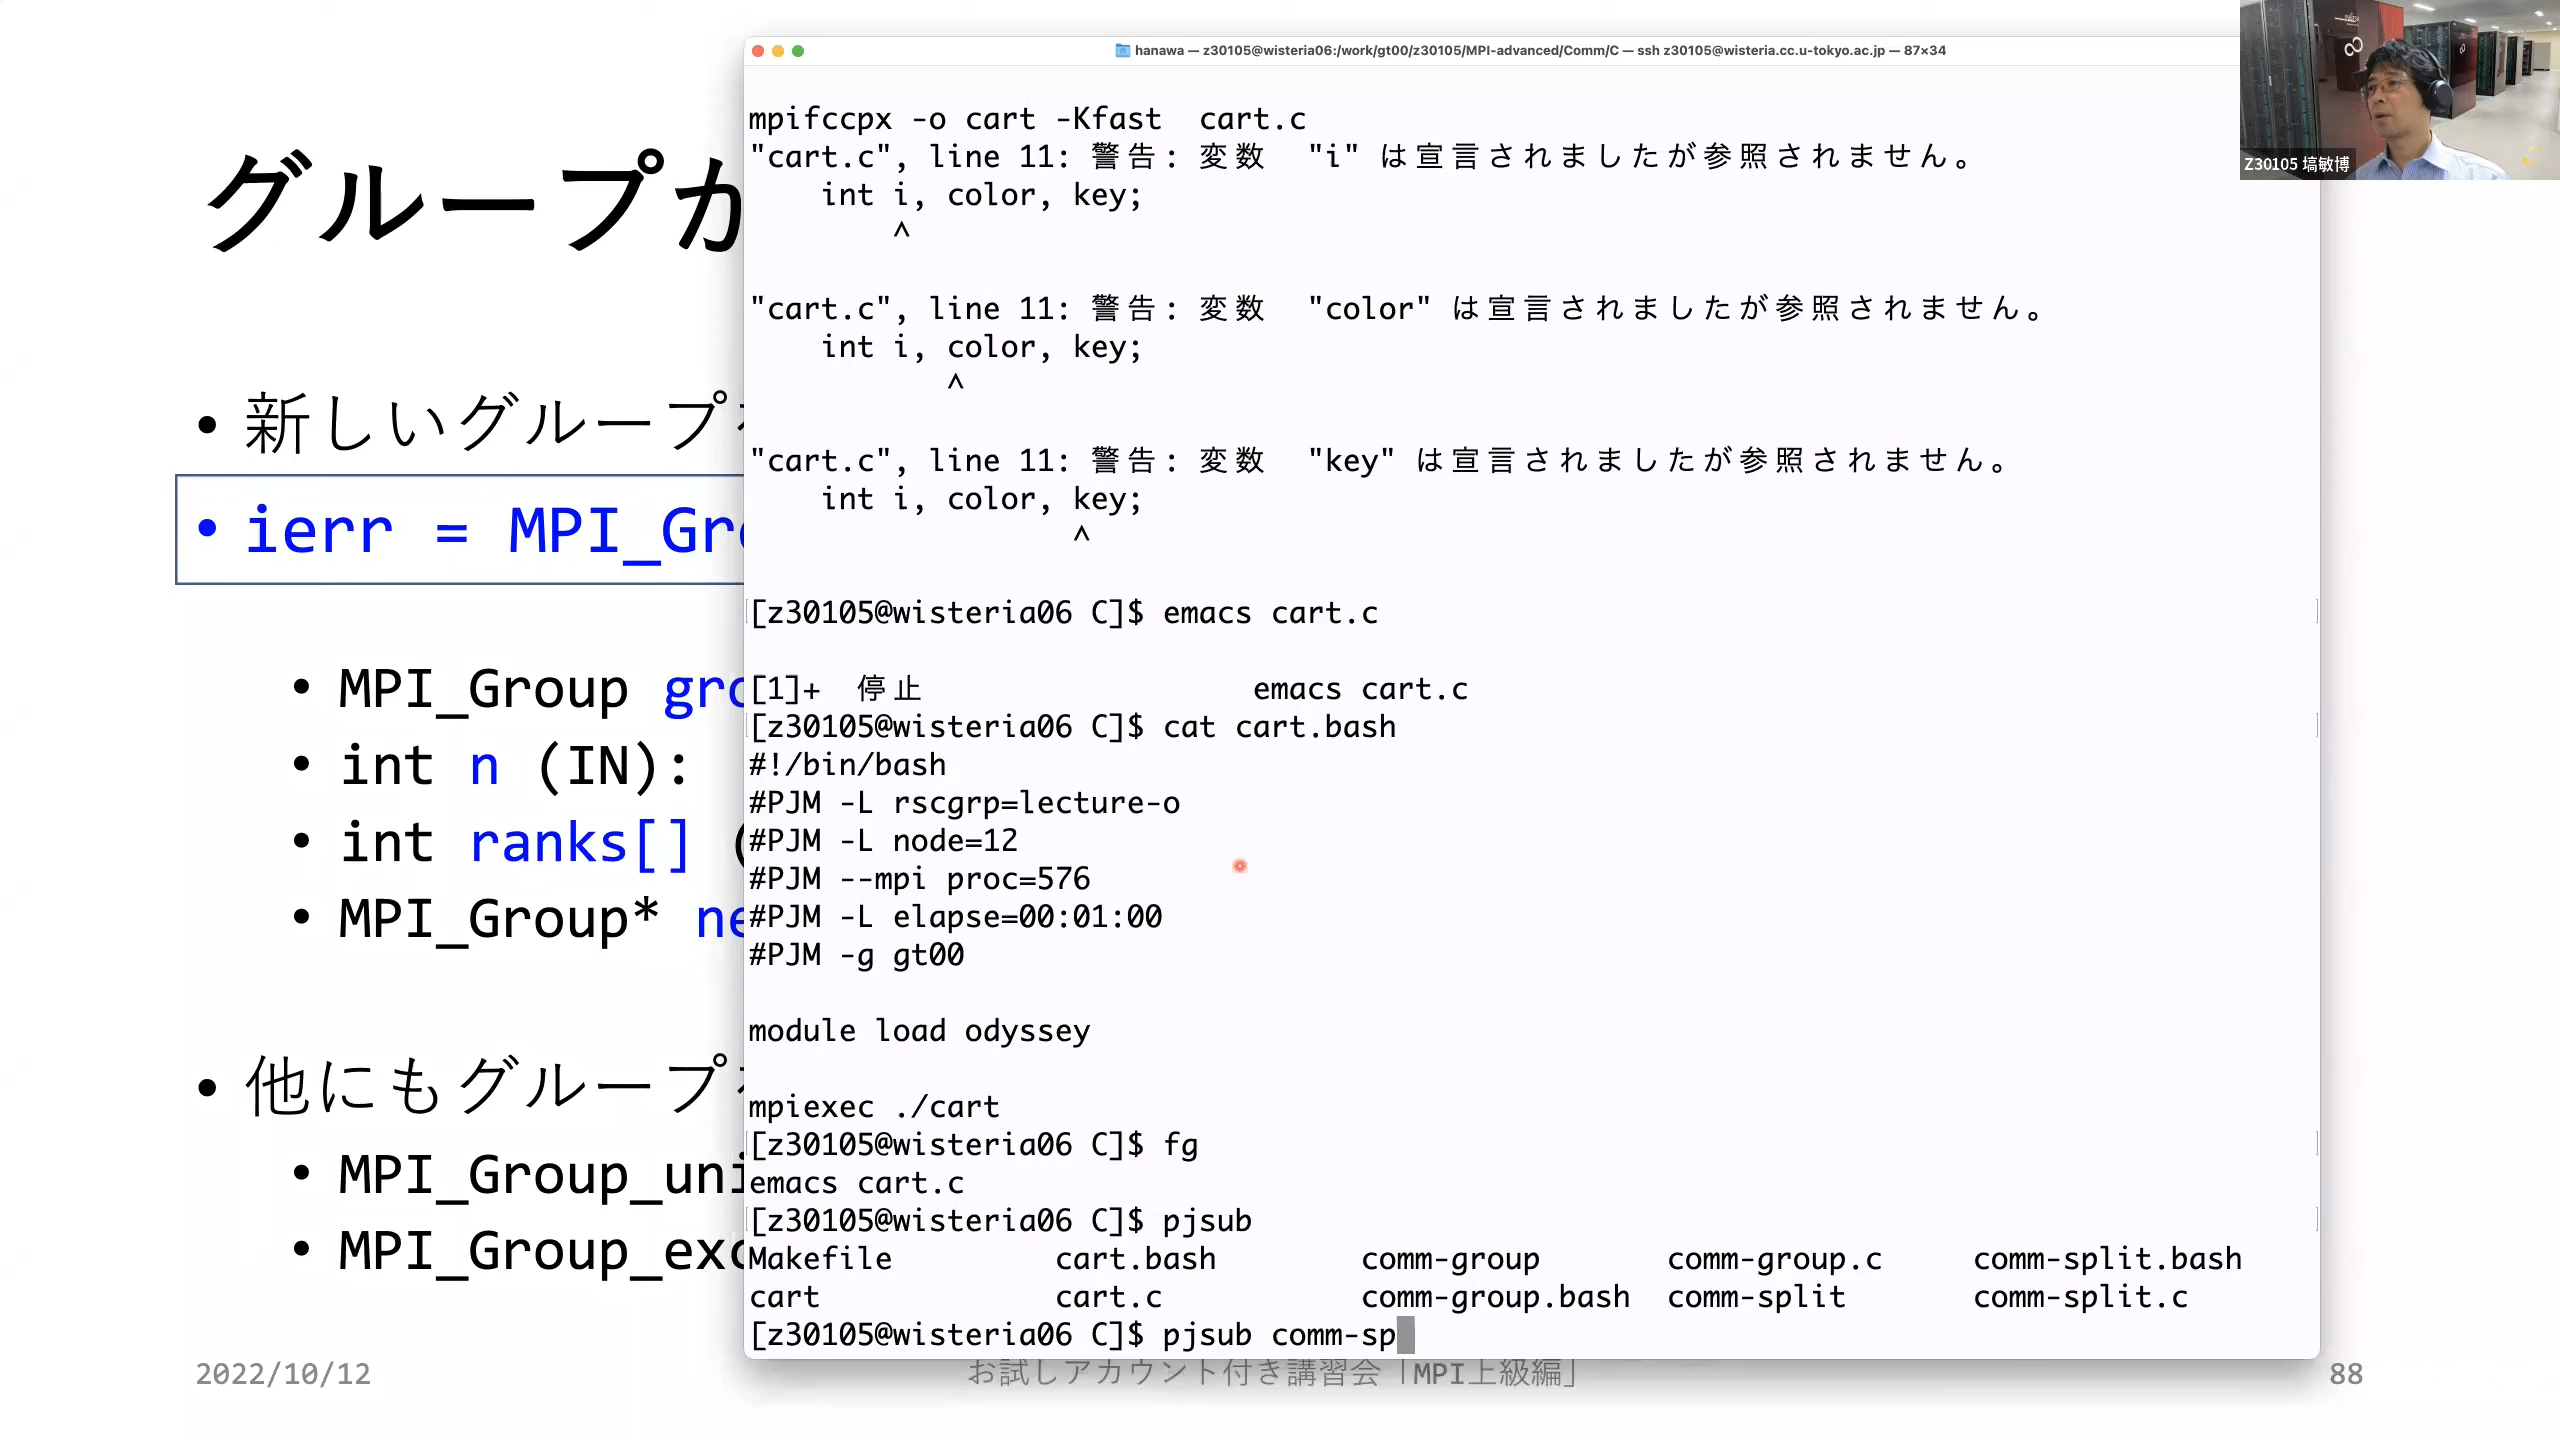 hanawa — z30105@wisteria06:/work/gt00/z30105/MPI-advanced/Comm/C — ssh z30105@wisteria.cc.u-tokyo.ac.jp — 87×34
mpifccpx -o cart -Kfast  cart.c
"cart.c", line 11: 警告: 変数  "i" は宣言されましたが参照されません。
    int i, color, key;
        ^
"cart.c", line 11: 警告: 変数  "color" は宣言されましたが参照されません。
    int i, color, key;
           ^
"cart.c", line 11: 警告: 変数  "key" は宣言されましたが参照されません。
    int i, color, key;
                  ^
[z30105@wisteria06 C]$ emacs cart.c
[1]+  停止                  emacs cart.c
[z30105@wisteria06 C]$ cat cart.bash
#!/bin/bash
#PJM -L rscgrp=lecture-o
#PJM -L node=12
#PJM --mpi proc=576
#PJM -L elapse=00:01:00
#PJM -g gt00
module load odyssey
mpiexec ./cart
[z30105@wisteria06 C]$ fg
emacs cart.c
[z30105@wisteria06 C]$ pjsub
Makefile         cart.bash        comm-group       comm-group.c     comm-split.bash
cart             cart.c           comm-group.bash  comm-split       comm-split.c
[z30105@wisteria06 C]$ pjsub comm-sp
Z30105 塙敏博
グループか
• 新しいグループ
• ierr = MPI_Gro
• MPI_Group gro
• int n (IN):
• int ranks[] (
• MPI_Group* ne
• 他にもグループ
• MPI_Group_uni
• MPI_Group_exc
2022/10/12
お試しアカウント付き講習会「MPI上級編」
88